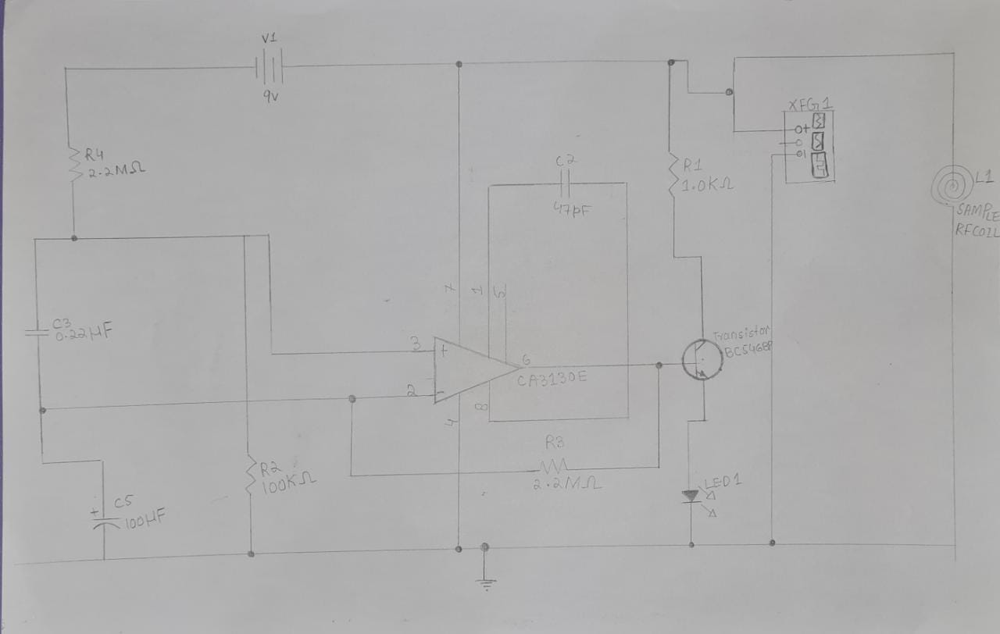 V1
9V
R4
2.2MΩ
C2
47pF
R1
1.0KΩ
XFG1
+
L1
SAMPLE
RFCOIL
7
1
5
C3
0.22µF
3
+
6
CA3130E
Transistor
BC546BP
2
-
8
4
R3
2.2MΩ
R2
100KΩ
LED1
C5
+
100µF